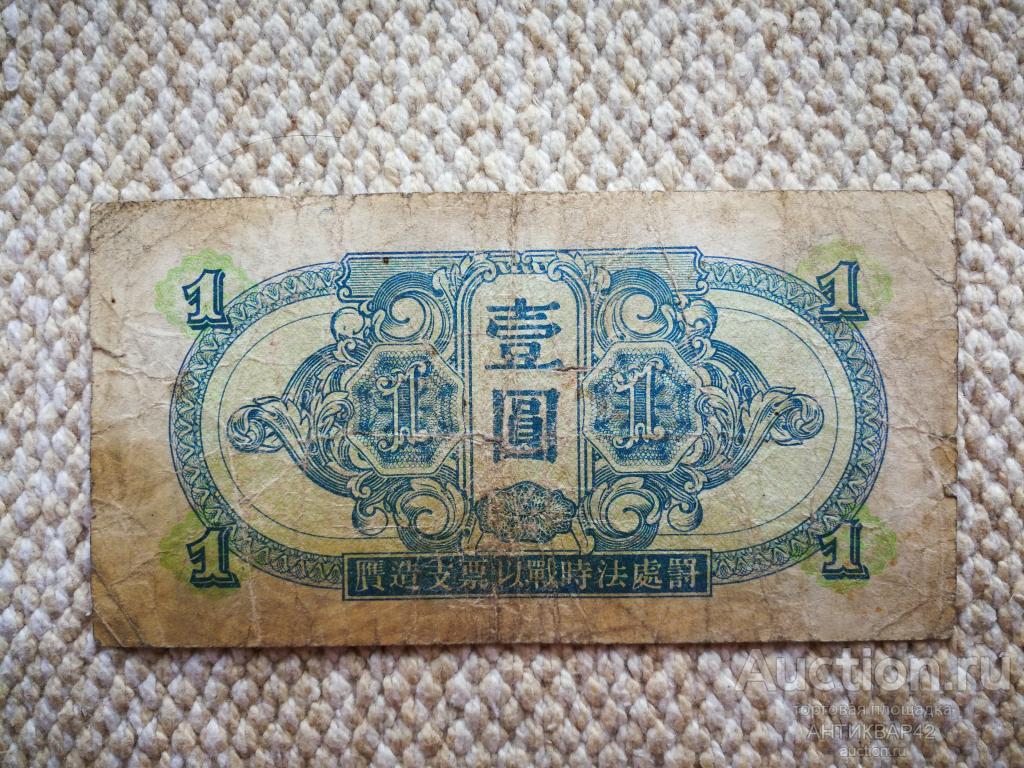 1 1
壹
1 1
圓
1 1
贋造支票以戰時法處罰
Auction.ru
торговая площадка
АНТИКВАР42
auction.ru